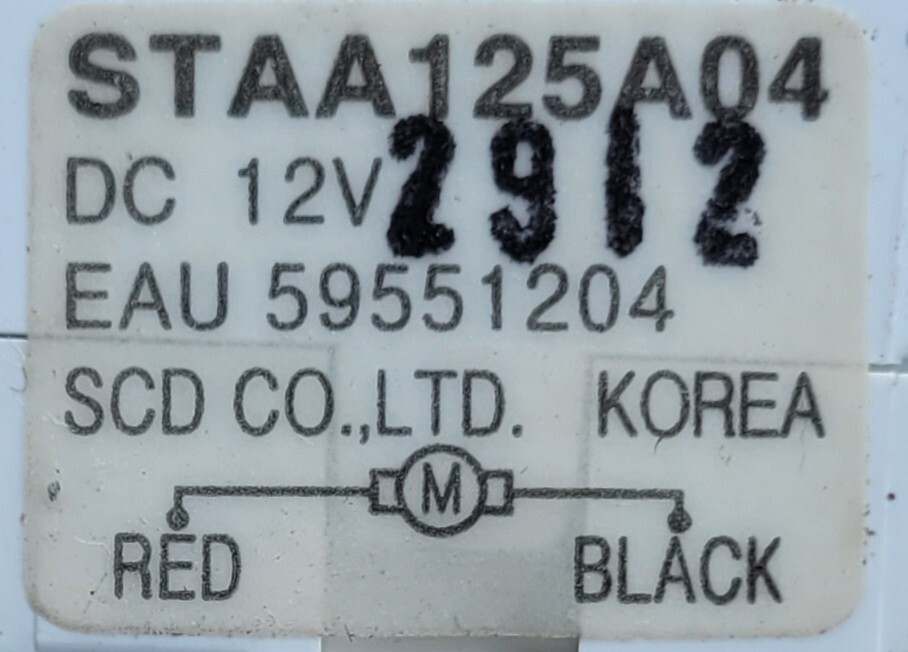 STAA125A04
DC 12V 2912
EAU 59551204
SCD CO.,LTD. KOREA
M
RED BLACK